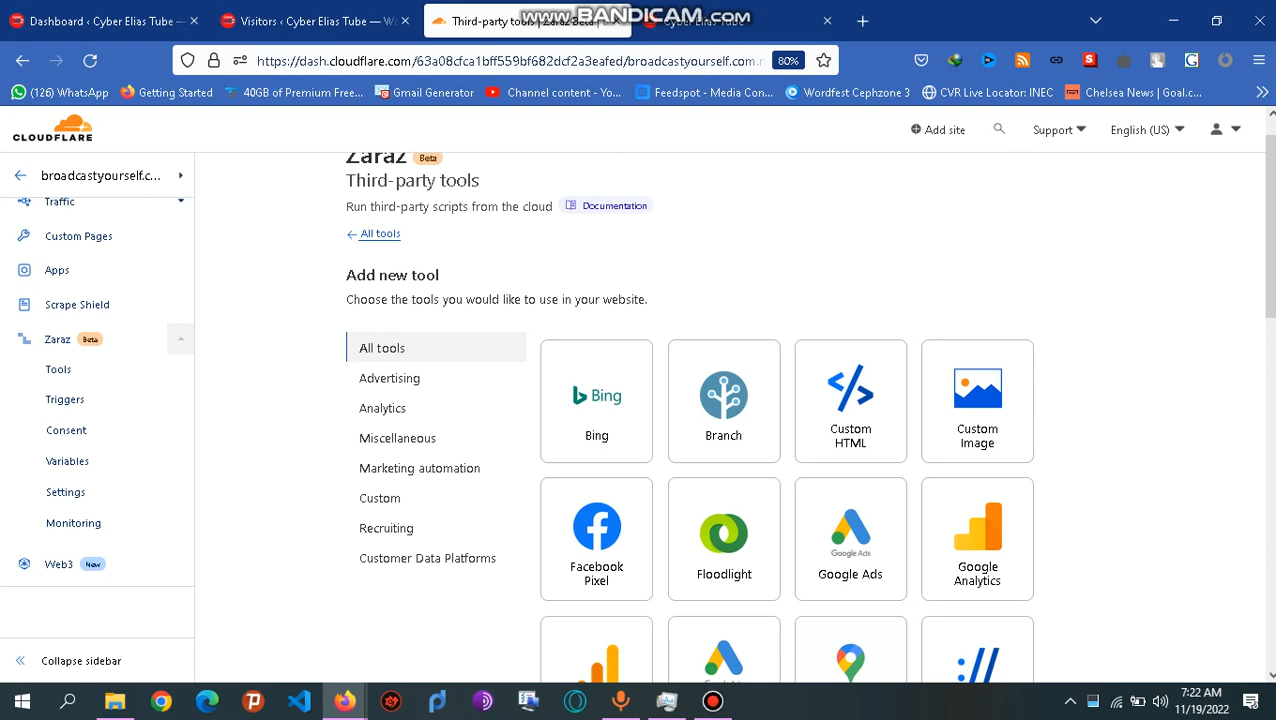 Dashboard ‹ Cyber Elias Tube —
Visitors ‹ Cyber Elias Tube — W
Third-party tools | Zaraz Beta |
www.BANDICAM.com
Cyber Elias Tube
https://dash.cloudflare.com/63a08cfca1bff559bf682dcf2a3eafed/broadcastyourself.com.n
80%
(126) WhatsApp
Getting Started
40GB of Premium Free...
Gmail Generator
Channel content - Yo...
Feedspot - Media Con...
Wordfest Cephzone 3
CVR Live Locator: INEC
Chelsea News | Goal.c...
CLOUDFLARE
Add site
Support
English (US)
broadcastyourself.c...
Traffic
Custom Pages
Apps
Scrape Shield
Zaraz Beta
Tools
Triggers
Consent
Variables
Settings
Monitoring
Web3 New
Collapse sidebar
Zaraz Beta
Third-party tools
Run third-party scripts from the cloud Documentation
All tools
Add new tool
Choose the tools you would like to use in your website.
All tools
Advertising
Analytics
Miscellaneous
Marketing automation
Custom
Recruiting
Customer Data Platforms
Bing
Bing
Branch
Custom
HTML
Custom
Image
Facebook
Pixel
Floodlight
Google Ads
Google Ads
Google
Analytics
7:22 AM
11/19/2022